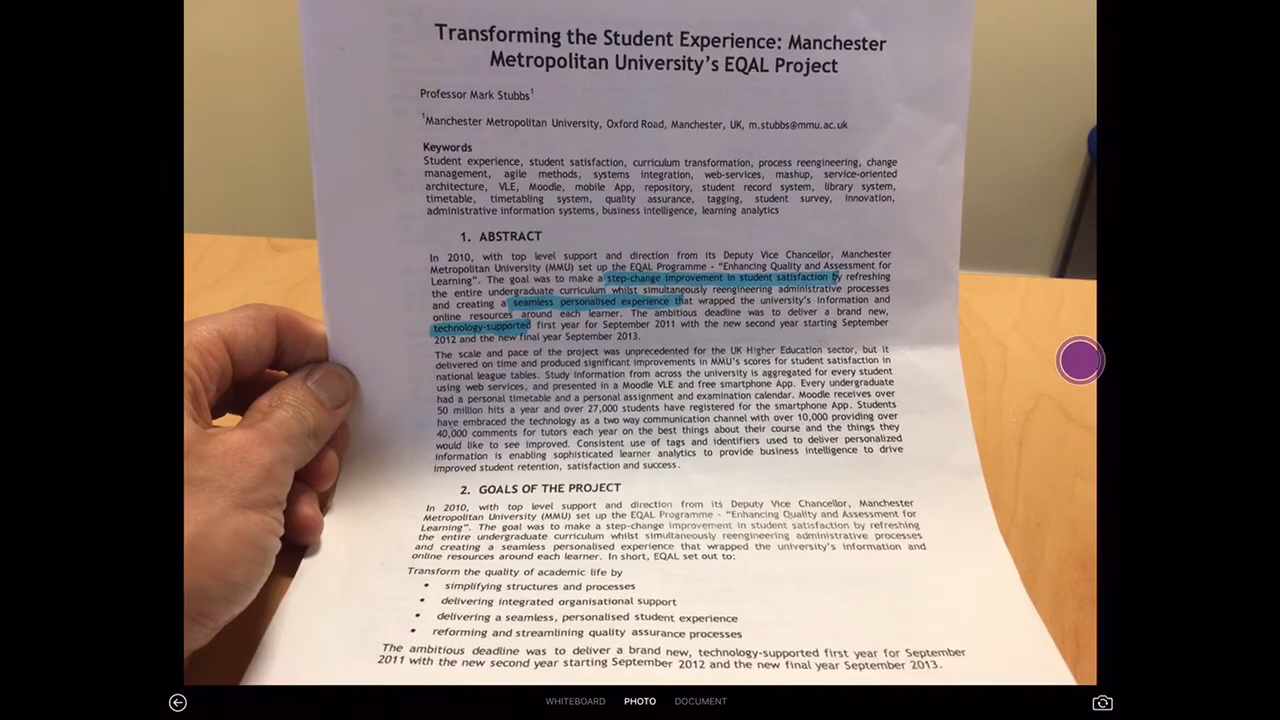 Transforming the Student Experience: Manchester
Metropolitan University's EQAL Project
Professor Mark Stubbs1
1Manchester Metropolitan University, Oxford Road, Manchester, UK, m.stubbs@mmu.ac.uk
Keywords
Student experience, student satisfaction, curriculum transformation, process reengineering, change
management, agile methods, systems integration, web-services, mashup, service-oriented
architecture, VLE, Moodle, mobile App, repository, student record system, library system,
timetable, timetabling system, quality assurance, tagging, student survey, innovation,
administrative information systems, business intelligence, learning analytics
1. ABSTRACT
In 2010, with top level support and direction from its Deputy Vice Chancellor, Manchester
Metropolitan University (MMU) set up the EQAL Programme - "Enhancing Quality and Assessment for
Learning". The goal was to make a step-change improvement in student satisfaction by refreshing
the entire undergraduate curriculum whilst simultaneously reengineering administrative processes
and creating a seamless personalised experience that wrapped the university's information and
online resources around each learner. The ambitious deadline was to deliver a brand new,
technology-supported first year for September 2011 with the new second year starting September
2012 and the new final year September 2013.
The scale and pace of the project was unprecedented for the UK Higher Education sector, but it
delivered on time and produced significant improvements in MMU's scores for student satisfaction in
national league tables. Study information from across the university is aggregated for every student
using web services, and presented in a Moodle VLE and free smartphone App. Every undergraduate
had a personal timetable and a personal assignment and examination calendar. Moodle receives over
50 million hits a year and over 27,000 students have registered for the smartphone App. Students
have embraced the technology as a two way communication channel with over 10,000 providing over
40,000 comments for tutors each year on the best things about their course and the things they
would like to see improved. Consistent use of tags and identifiers used to deliver personalized
information is enabling sophisticated learner analytics to provide business intelligence to drive
improved student retention, satisfaction and success.
2. GOALS OF THE PROJECT
In 2010, with top level support and direction from its Deputy Vice Chancellor, Manchester
Metropolitan University (MMU) set up the EQAL Programme - "Enhancing Quality and Assessment for
Learning". The goal was to make a step-change improvement in student satisfaction by refreshing
the entire undergraduate curriculum whilst simultaneously reengineering administrative processes
and creating a seamless personalised experience that wrapped the university's information and
online resources around each learner. In short, EQAL set out to:
Transform the quality of academic life by
• simplifying structures and processes
• delivering integrated organisational support
• delivering a seamless, personalised student experience
• reforming and streamlining quality assurance processes
The ambitious deadline was to deliver a brand new, technology-supported first year for September
2011 with the new second year starting September 2012 and the new final year September 2013.
WHITEBOARD PHOTO DOCUMENT